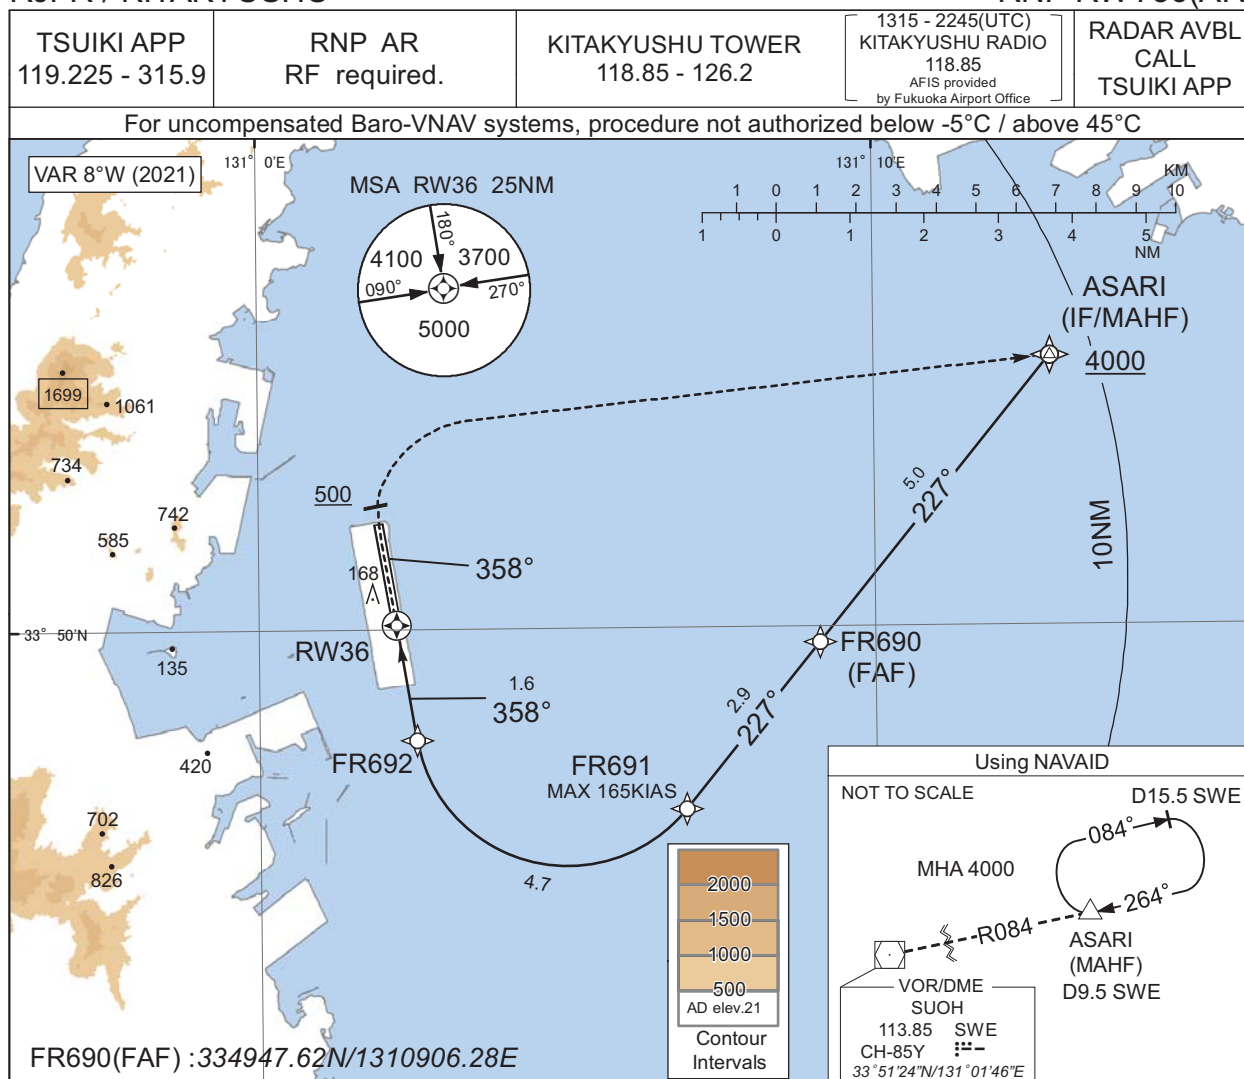 TSUIKI APP
119.225 - 315.9
RNP AR
RF required.
KITAKYUSHU TOWER
118.85 - 126.2
1315 - 2245(UTC)
KITAKYUSHU RADIO
118.85
AFIS provided
by Fukuoka Airport Office
RADAR AVBL
CALL
TSUIKI APP
For uncompensated Baro-VNAV systems, procedure not authorized below -5°C / above 45°C
VAR 8°W (2021)
131° 0'E
131° 10'E
MSA RW36 25NM
180°
4100 3700
090° 270°
5000
KM
1 0 1 2 3 4 5 6 7 8 9 10
1 0 1 2 3 4 5
NM
ASARI
(IF/MAHF)
4000
1699
1061
734
742
585
500
168
358°
5.0
227°
10NM
33° 50'N
135
RW36
FR690
(FAF)
1.6
358°
2.9
227°
420
FR692
FR691
MAX 165KIAS
702
826
4.7
2000
1500
1000
500
AD elev.21
Contour
Intervals
Using NAVAID
NOT TO SCALE
D15.5 SWE
084°
MHA 4000
264°
R084
ASARI
(MAHF)
D9.5 SWE
VOR/DME
SUOH
113.85 SWE
CH-85Y
33°51'24"N/131°01'46"E
FR690(FAF) :334947.62N/1310906.28E